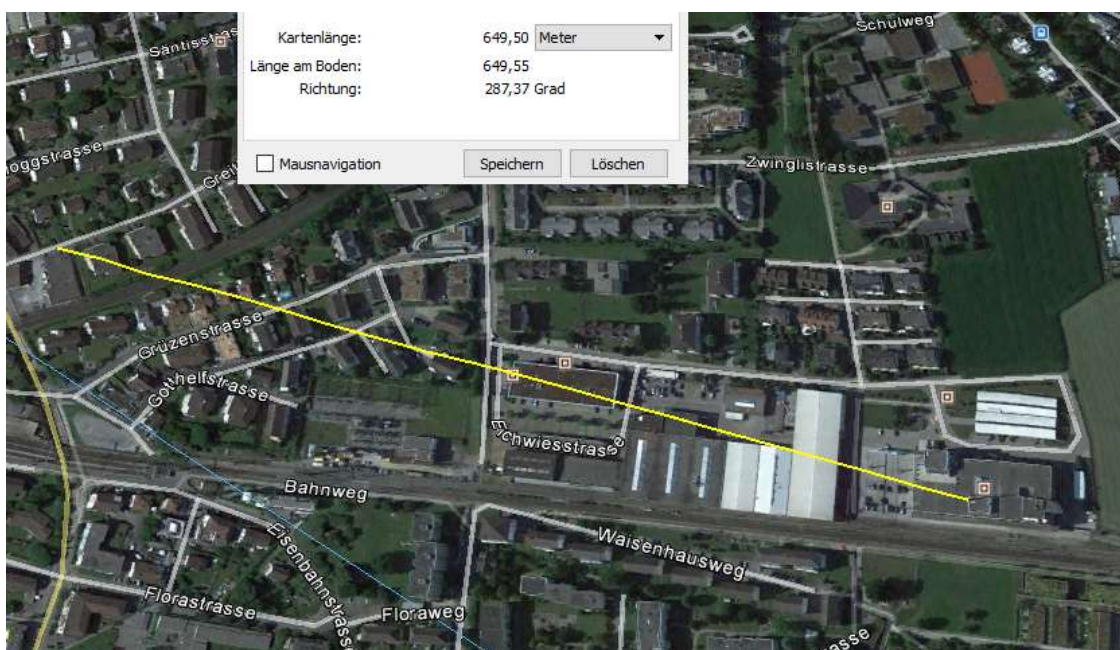 Kartenlänge: 649,50 Meter
Länge am Boden: 649,55
Richtung: 287,37 Grad
Mausnavigation Speichern Löschen
Schulweg
Zwinglistrasse
Grüzenstrasse
Gotthelfstrasse
Eichwiesstrasse
Bahnweg
Waisenhausweg
Eisenbahnstrasse
Florastrasse
Floraweg